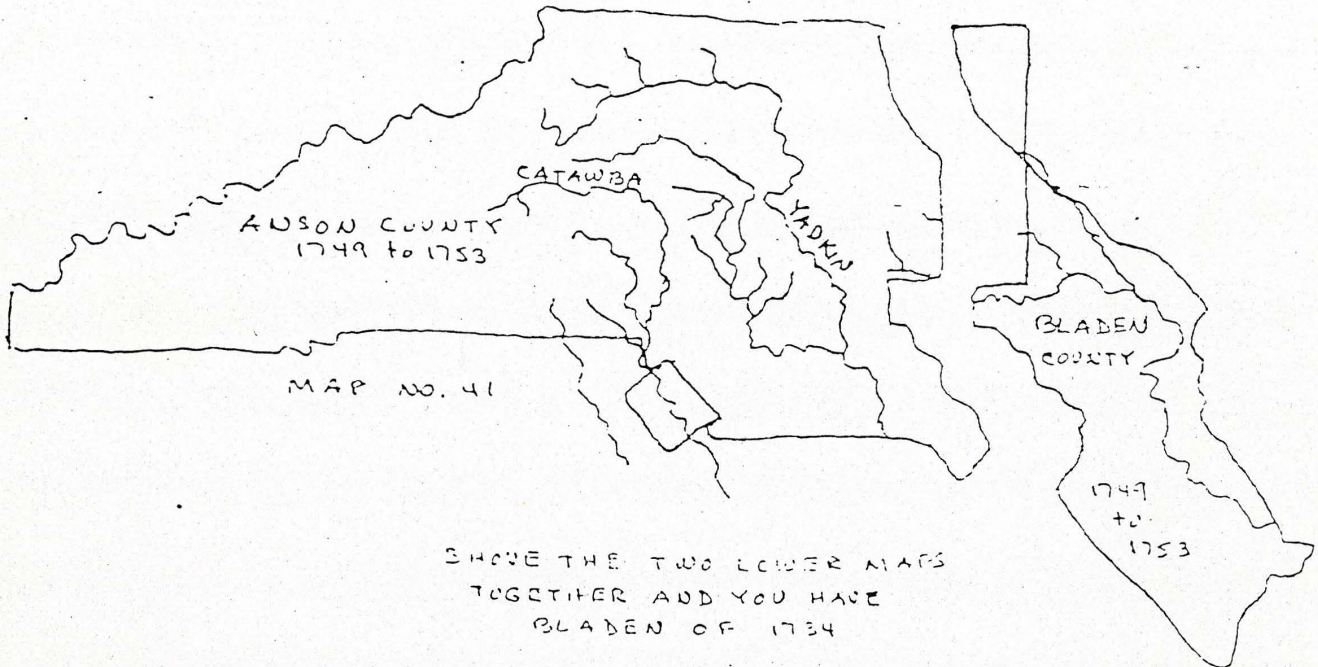 CATAWBA
ANSON COUNTY
1749 to 1753
YADKIN
BLADEN
COUNTY
MAP NO. 41
1749
to
1753
SHOVE THE TWO LOWER MAPS
TOGETHER AND YOU HAVE
BLADEN OF 1734